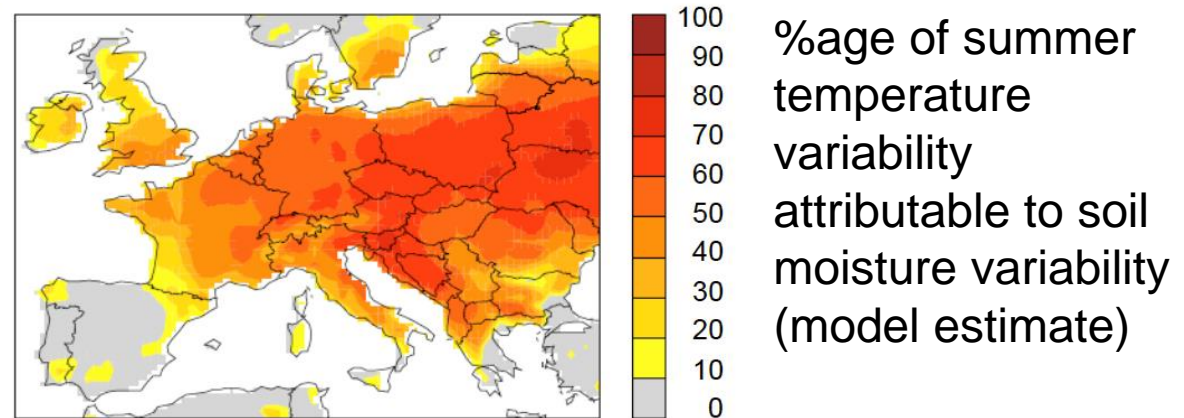 100
90
80
70
60
50
40
30
20
10
0
%age of summer
temperature
variability
attributable to soil
moisture variability
(model estimate)